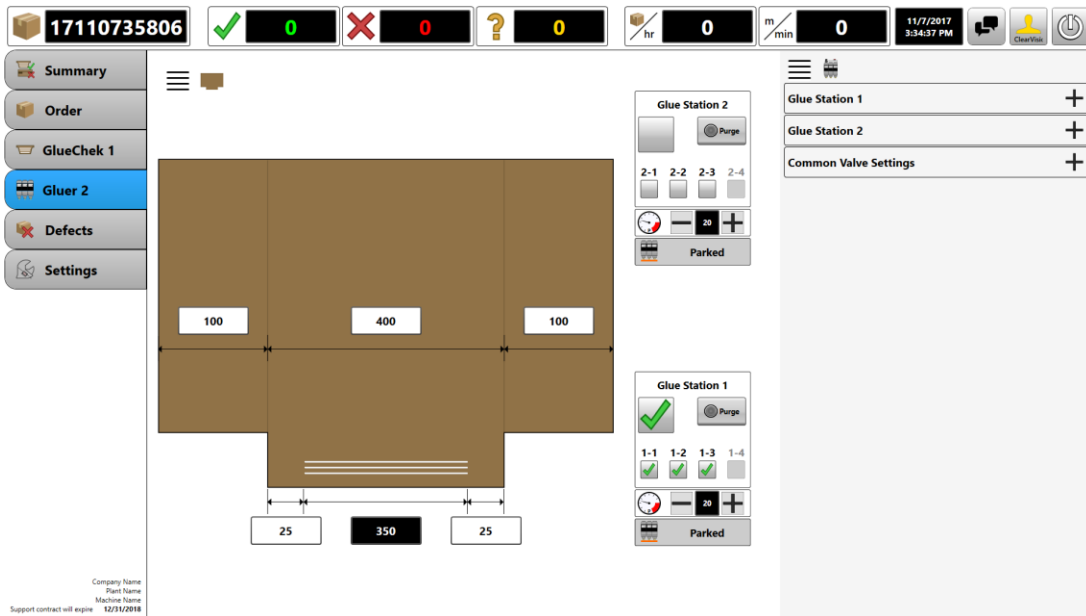 17110735806
0
0
?
0
hr
0
m/min
0
11/7/2017
3:34:37 PM
ClearVision
Summary
Order
GlueChek 1
Gluer 2
Defects
Settings
100
400
100
25
350
25
Glue Station 2
Purge
2-1 2-2 2-3 2-4
20
Parked
Glue Station 1
Purge
1-1 1-2 1-3 1-4
20
Parked
Glue Station 1
Glue Station 2
Common Valve Settings
Company Name
Plant Name
Machine Name
Support contract will expire 12/31/2018